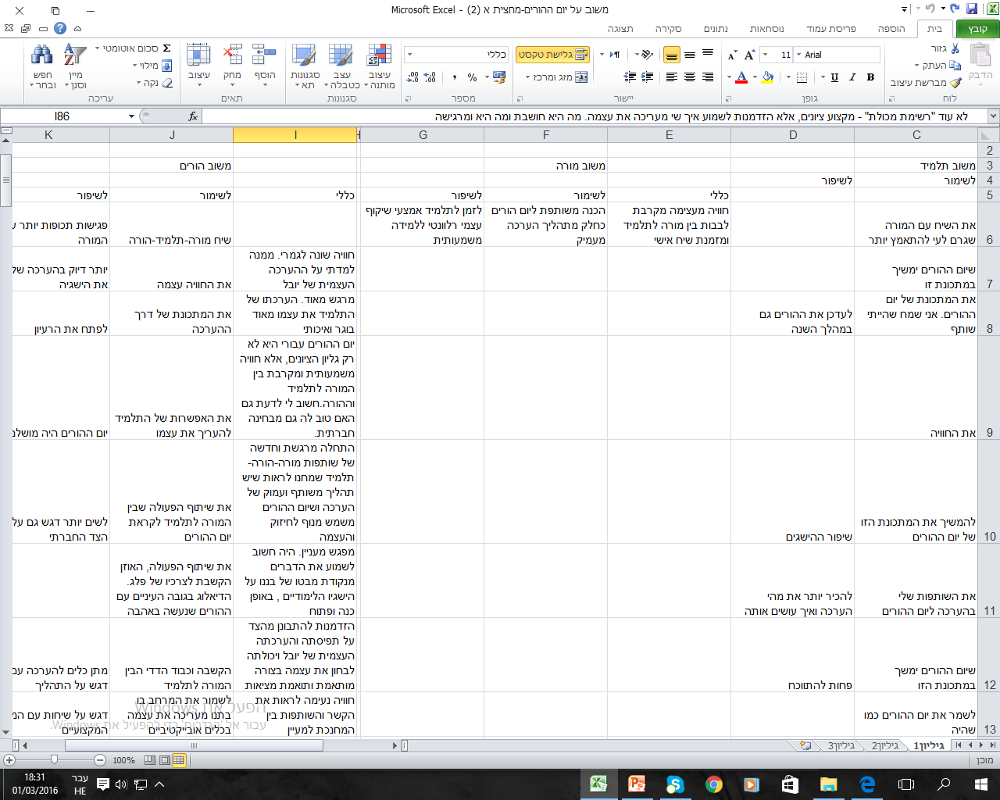 משוב על יום ההורים-מחצית א (2) - Microsoft Excel
קובץ
בית
הוספה
פריסת עמוד
נוסחאות
נתונים
סקירה
תצוגה
הדבק
גזור
העתק
מברשת עיצוב
לוח
Arial
11
גופן
גלישת טקסט
מזג ומרכז
יישור
כללי
מספר
עיצוב מותנה
עצב כטבלה
סגנונות תא
סגנונות
הוסף
מחק
עיצוב
תאים
סכום אוטומטי
מילוי
נקה
מיין וסנן
חפש ובחר
עריכה
I86
fx
לא עוד "רשימת מכולת" - מקצוע ציונים, אלא הזדמנות לשמוע איך שי מעריכה את עצמה. מה היא חושבת ומה היא ומרגישה
C D E F G H I J K
2
3
משוב תלמיד
משוב מורה
משוב הורים
4
לשימור
לשיפור
5
כללי
לשימור
לשיפור
כללי
לשימור
לשיפור
6
את השיח עם המורה
שגרם לעי להתאמץ יותר
חוויה מעצימה מקרבת
לבבות בין מורה לתלמיד
ומזמנת שיח אישי
הכנה משותפת ליום הורים
כחלק מתהליך הערכה
מעמיק
לזמן לתלמיד אמצעי שיקוף
עצמי רלוונטי ללמידה
משמעותית
שיח מורה-תלמיד-הורה
פגישות תכופות יותר
המורה
7
שיום ההורים ימשיך
במתכונת זו
חוויה שונה לגמרי. ממנה
למדתי על ההערכה
העצמית של יובל
את החוויה עצמה
יותר דיוק בהערכה של
את הישגיה
8
את המתכונת של יום
ההורים. אני שמח שהייתי
שותף
לעדכן את ההורים גם
במהלך השנה
מרגש מאוד. הערכתו של
התלמיד את עצמו מאוד
בוגר ואיכותי
את המתכונת של דרך
ההערכה
לפתח את הרעיון
9
את החוויה
יום ההורים עבורי היא לא
רק גליון הציונים, אלא חוויה
משמעותית ומקרבת בין
המורה לתלמיד
וההורה.חשוב לי לדעת גם
האם טוב לה גם מבחינה
חברתית.
את האפשרות של התלמיד
להעריך את עצמו
יום ההורים היה מושלם
10
להמשיך את המתכונת הזו
של יום ההורים
שיפור ההישגים
התחלה מרגשת וחדשה
של שותפות מורה-הורה-
תלמיד שמחנו לראות שיש
תהליך משותף ועמוק של
הערכה ושיום ההורים
משמש מנוף לחיזוק
והעצמה
את שיתוף הפעולה שבין
המורה לתלמיד לקראת
יום ההורים
לשים יותר דגש גם על
הצד החברתי
11
את השותפות שלי
בהערכה ליום ההורים
להכיר יותר את מהי
הערכה ואיך עושים אותה
מפגש מעניין. היה חשוב
לשמוע את הדברים
מנקודת מבטו של בננו על
הישגיו הלימודיים , באופן
כנה ופתוח
את שיתוף הפעולה, האוזן
הקשבת לצרכיו של פלג.
הדיאלוג בגובה העיניים עם
ההורים שנעשה באהבה
12
שיום ההורים ימשך
במתכונת הזו
פחות להתווכח
הזדמנות להתבונן מהצד
על תפיסתה והערכתה
העצמית של יובל ויכולתה
לבחון את עצמה בצורה
מותאמת ותואמת מציאות
הקשבה וכבוד הדדי הבין
המורה לתלמיד
מתן כלים להערכה עם
דגש על התהליך
13
לשמר את יום ההורים כמו
שהיה
חוויה נעימה לראות את
הקשר והשותפות בין
המחנכת למעיין
לשמור את המרחב בו
בתנו מעריכה את עצמה
בכלים אובייקטיביים
דגש על שיחות עם
המקצועיים
הפעל את Windows
עבור אל 'הגדרות' כדי להפעיל את Windows.
גיליון1
גיליון2
גיליון3
מוכן
100%
עבר
HE
18:31
01/03/2016